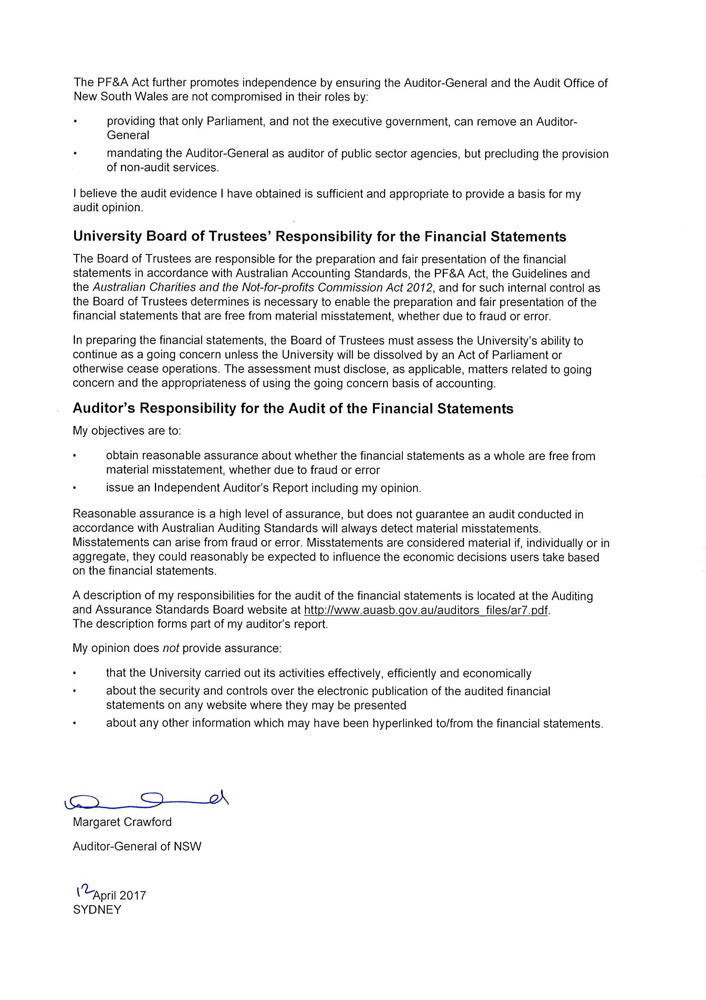 The PF&A Act further promotes independence by ensuring the Auditor-General and the Audit Office of
New South Wales are not compromised in their roles by:
• providing that only Parliament, and not the executive government, can remove an Auditor-
General
• mandating the Auditor-General as auditor of public sector agencies, but precluding the provision
of non-audit services.
I believe the audit evidence I have obtained is sufficient and appropriate to provide a basis for my
audit opinion.
University Board of Trustees' Responsibility for the Financial Statements
The Board of Trustees are responsible for the preparation and fair presentation of the financial
statements in accordance with Australian Accounting Standards, the PF&A Act, the Guidelines and
the Australian Charities and the Not-for-profits Commission Act 2012, and for such internal control as
the Board of Trustees determines is necessary to enable the preparation and fair presentation of the
financial statements that are free from material misstatement, whether due to fraud or error.
In preparing the financial statements, the Board of Trustees must assess the University's ability to
continue as a going concern unless the University will be dissolved by an Act of Parliament or
otherwise cease operations. The assessment must disclose, as applicable, matters related to going
concern and the appropriateness of using the going concern basis of accounting.
Auditor's Responsibility for the Audit of the Financial Statements
My objectives are to:
• obtain reasonable assurance about whether the financial statements as a whole are free from
material misstatement, whether due to fraud or error
• issue an Independent Auditor's Report including my opinion.
Reasonable assurance is a high level of assurance, but does not guarantee an audit conducted in
accordance with Australian Auditing Standards will always detect material misstatements.
Misstatements can arise from fraud or error. Misstatements are considered material if, individually or in
aggregate, they could reasonably be expected to influence the economic decisions users take based
on the financial statements.
A description of my responsibilities for the audit of the financial statements is located at the Auditing
and Assurance Standards Board website at http://www.auasb.gov.au/auditors_files/ar7.pdf.
The description forms part of my auditor's report.
My opinion does not provide assurance:
• that the University carried out its activities effectively, efficiently and economically
• about the security and controls over the electronic publication of the audited financial
statements on any website where they may be presented
• about any other information which may have been hyperlinked to/from the financial statements.
Margaret Crawford
Auditor-General of NSW
12 April 2017
SYDNEY